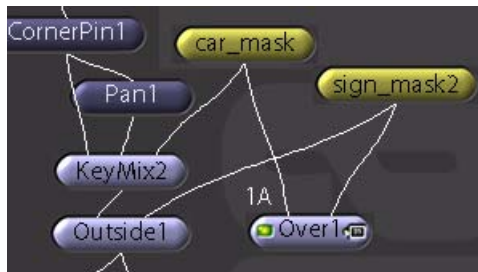 CornerPin1
car_mask
Pan1
sign_mask2
KeyMix2
1A
Outside1
Over1